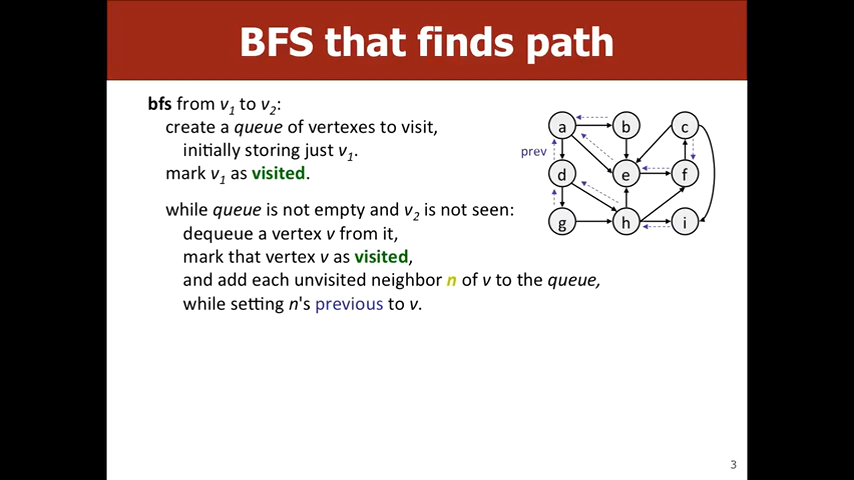 BFS that finds path
bfs from v1 to v2:
create a queue of vertexes to visit,
initially storing just v1.
mark v1 as visited.
while queue is not empty and v2 is not seen:
dequeue a vertex v from it,
mark that vertex v as visited,
and add each unvisited neighbor n of v to the queue,
while setting n's previous to v.
a b c
prev
d e f
g h i
3